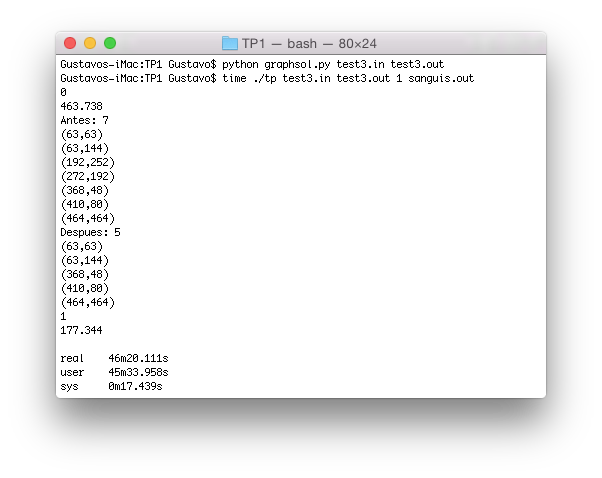 TP1 — bash — 80×24
Gustavos-iMac:TP1 Gustavo$ python graphsol.py test3.in test3.out
Gustavos-iMac:TP1 Gustavo$ time ./tp test3.in test3.out 1 sanguis.out
0
463.738
Antes: 7
(63,63)
(63,144)
(192,252)
(272,192)
(368,48)
(410,80)
(464,464)
Despues: 5
(63,63)
(63,144)
(368,48)
(410,80)
(464,464)
1
177.344
real    46m20.111s
user    45m33.958s
sys     0m17.439s